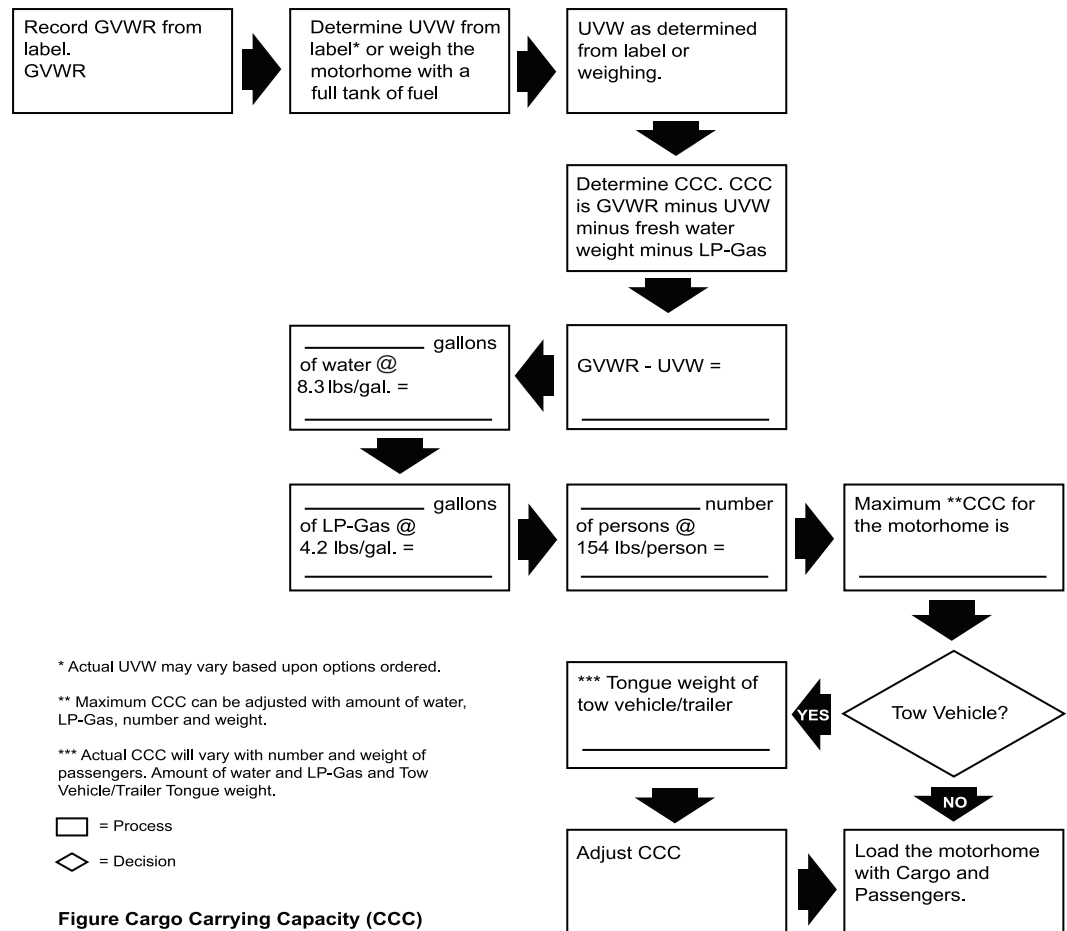 Record GVWR from
label.
GVWR
Determine UVW from
label* or weigh the
motorhome with a
full tank of fuel
UVW as determined
from label or
weighing.
Determine CCC. CCC
is GVWR minus UVW
minus fresh water
weight minus LP-Gas
GVWR - UVW =
gallons
of water @
8.3 lbs/gal. =
gallons
of LP-Gas @
4.2 lbs/gal. =
number
of persons @
154 lbs/person =
Maximum **CCC for
the motorhome is
Tow Vehicle?
YES
*** Tongue weight of
tow vehicle/trailer
NO
Adjust CCC
Load the motorhome
with Cargo and
Passengers.
* Actual UVW may vary based upon options ordered.
** Maximum CCC can be adjusted with amount of water,
LP-Gas, number and weight.
*** Actual CCC will vary with number and weight of
passengers. Amount of water and LP-Gas and Tow
Vehicle/Trailer Tongue weight.
= Process
= Decision
Figure Cargo Carrying Capacity (CCC)